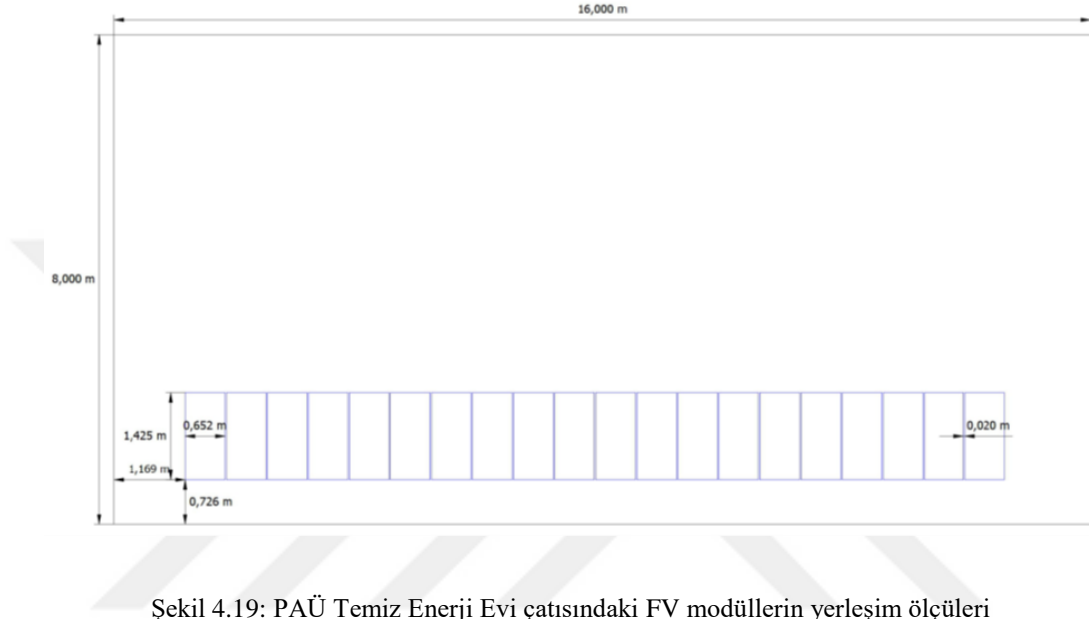 16,000 m
8,000 m
0,652 m
0,020 m
1,425 m
1,169 m
0,726 m
Şekil 4.19: PAÜ Temiz Enerji Evi çatısındaki FV modüllerin yerleşim ölçüleri